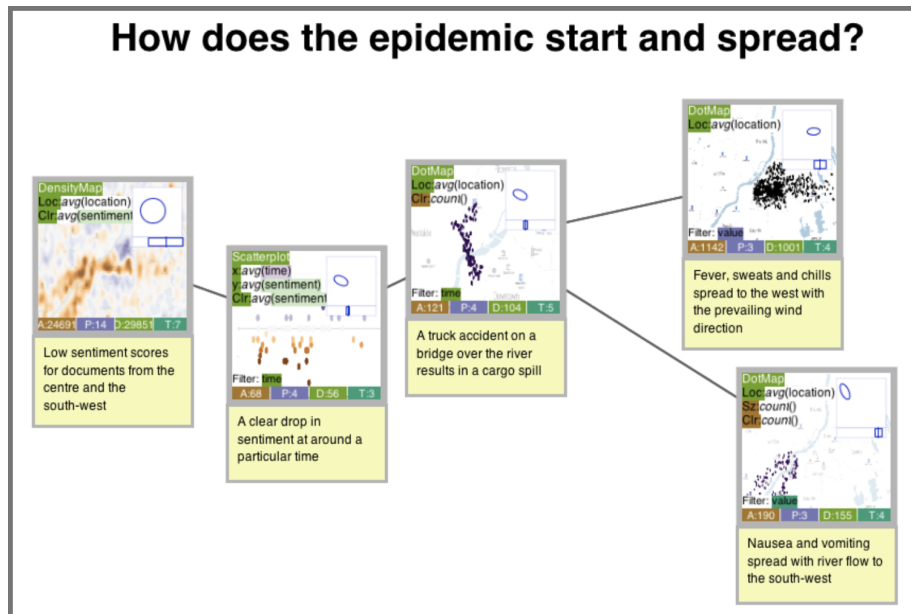 How does the epidemic start and spread?
DensityMap
Loc:avg(location)
Clr:avg(sentiment
A:24691 P:14 D:29851 T:7
Low sentiment scores
for documents from the
centre and the
south-west
Scatterplot
x:avg(time)
y:avg(sentiment)
Clr:avg(sentiment
Filter: time
A:68 P:4 D:56 T:3
A clear drop in
sentiment at around a
particular time
DotMap
Loc:avg(location)
Clr:count()
Filter: time
A:121 P:4 D:104 T:5
A truck accident on a
bridge over the river
results in a cargo spill
DotMap
Loc:avg(location)
Filter: value
A:1142 P:3 D:1001 T:4
Fever, sweats and chills
spread to the west with
the prevailing wind
direction
DotMap
Loc:avg(location)
Sz:count()
Clr:count()
Filter: value
A:190 P:3 D:155 T:4
Nausea and vomiting
spread with river flow to
the south-west